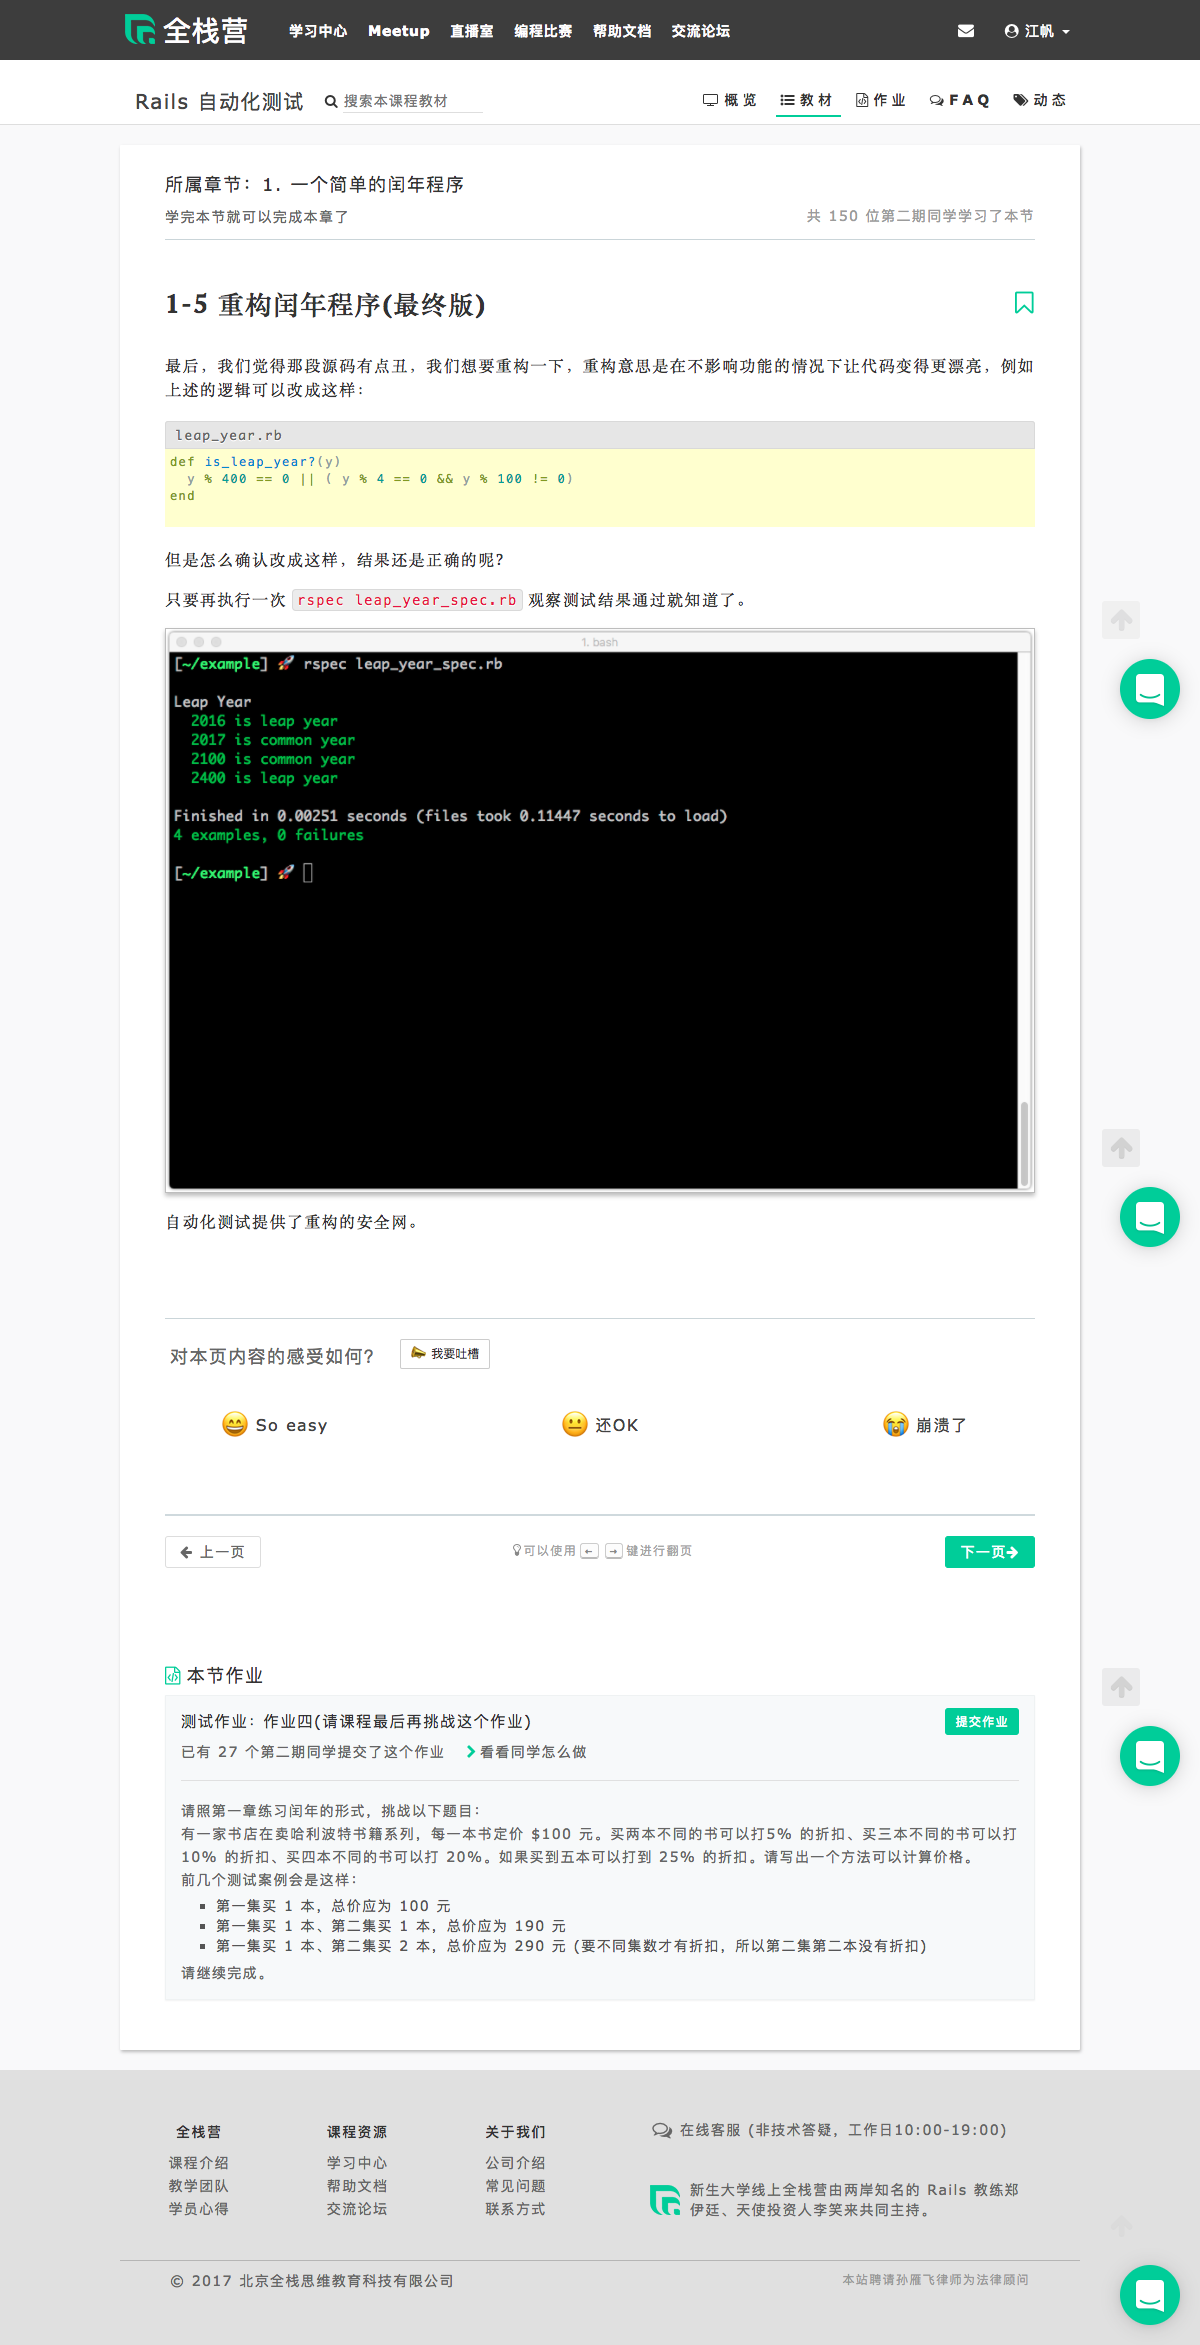 全栈营
学习中心 Meetup 直播室 编程比赛 帮助文档 交流论坛
江帆
Rails 自动化测试
搜索本课程教材
概览 教材 作业 FAQ 动态
所属章节：1. 一个简单的闰年程序
学完本节就可以完成本章了
共 150 位第二期同学学习了本节
1-5 重构闰年程序(最终版)
最后，我们觉得那段源码有点丑，我们想要重构一下，重构意思是在不影响功能的情况下让代码变得更漂亮，例如
上述的逻辑可以改成这样：
leap_year.rb
def is_leap_year?(y)
  y % 400 == 0 || ( y % 4 == 0 && y % 100 != 0)
end
但是怎么确认改成这样，结果还是正确的呢？
只要再执行一次 rspec leap_year_spec.rb 观察测试结果通过就知道了。
1. bash
[~/example] 🚀 rspec leap_year_spec.rb
Leap Year
  2016 is leap year
  2017 is common year
  2100 is common year
  2400 is leap year
Finished in 0.00251 seconds (files took 0.11447 seconds to load)
4 examples, 0 failures
[~/example] 🚀
自动化测试提供了重构的安全网。
对本页内容的感受如何？
我要吐槽
😄 So easy
😐 还OK
😭 崩溃了
← 上一页
可以使用 ← → 键进行翻页
下一页→
本节作业
测试作业：作业四(请课程最后再挑战这个作业)
提交作业
已有 27 个第二期同学提交了这个作业 看看同学怎么做
请照第一章练习闰年的形式，挑战以下题目：
有一家书店在卖哈利波特书籍系列，每一本书定价 $100 元。买两本不同的书可以打5% 的折扣、买三本不同的书可以打
10% 的折扣、买四本不同的书可以打 20%。如果买到五本可以打到 25% 的折扣。请写出一个方法可以计算价格。
前几个测试案例会是这样：
▪ 第一集买 1 本，总价应为 100 元
▪ 第一集买 1 本、第二集买 1 本，总价应为 190 元
▪ 第一集买 1 本、第二集买 2 本，总价应为 290 元 (要不同集数才有折扣，所以第二集第二本没有折扣)
请继续完成。
全栈营
课程介绍
教学团队
学员心得
课程资源
学习中心
帮助文档
交流论坛
关于我们
公司介绍
常见问题
联系方式
在线客服 (非技术答疑，工作日10:00-19:00)
新生大学线上全栈营由两岸知名的 Rails 教练郑
伊廷、天使投资人李笑来共同主持。
© 2017 北京全栈思维教育科技有限公司
本站聘请孙雁飞律师为法律顾问